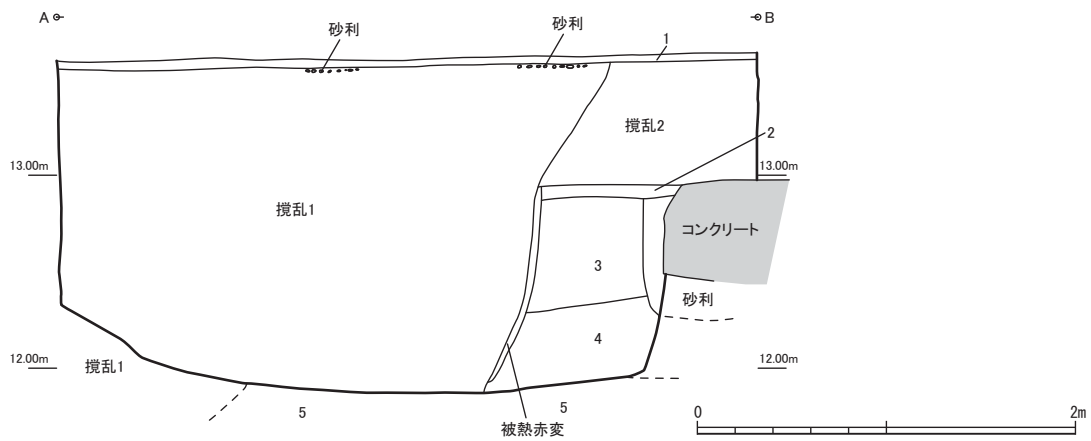 A B
砂利 砂利
1
撹乱2
2
13.00m 13.00m
撹乱1
コンクリート
3
砂利
4
12.00m 12.00m
撹乱1
5 5
被熱赤変
0 2m